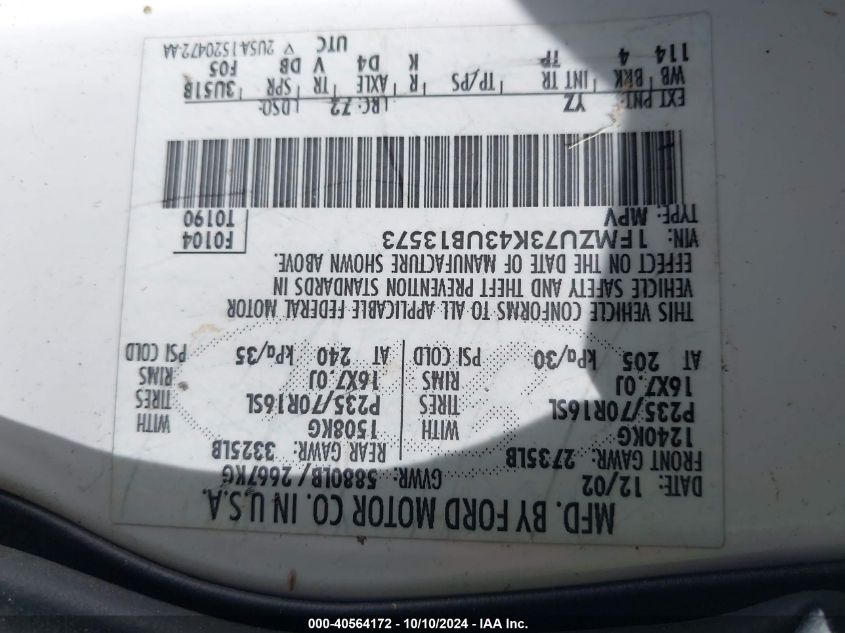 MFD. BY FORD MOTOR CO. IN U.S.A.
DATE: 12/02 GVWR: 5880LB / 2667KG
FRONT GAWR: 2735LB REAR GAWR: 3325LB
1240KG WITH 1508KG WITH
P235/70R16SL TIRES P235/70R16SL TIRES
16X7.0J RIMS 16X7.0J RIMS
AT 205 kPa/30 PSI COLD AT 240 kPa/35 PSI COLD
THIS VEHICLE CONFORMS TO ALL APPLICABLE FEDERAL MOTOR
VEHICLE SAFETY AND THEFT PREVENTION STANDARDS IN
EFFECT ON THE DATE OF MANUFACTURE SHOWN ABOVE.
VIN: 1FMZU73K43UB13573 F0104
TYPE: MPV T0190
EXT PNT: YZ LRC: 72 DSO:
WB BRK INT TR TP/PS R AXLE TR SPR 3U51B
114 4 TP K D4 V D8 F05
UTC V 2U5A 1520472-AA
000-40564172 - 10/10/2024 - IAA Inc.